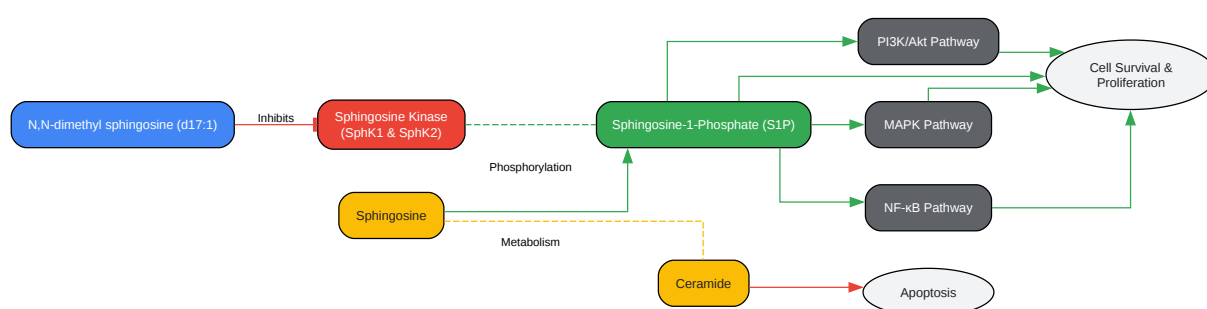 PI3K/Akt Pathway
Cell Survival &
Proliferation
N,N-dimethyl sphingosine (d17:1)
Inhibits
Sphingosine Kinase
(SphK1 & SphK2)
Sphingosine-1-Phosphate (S1P)
MAPK Pathway
Phosphorylation
Sphingosine
NF-κB Pathway
Metabolism
Ceramide
Apoptosis